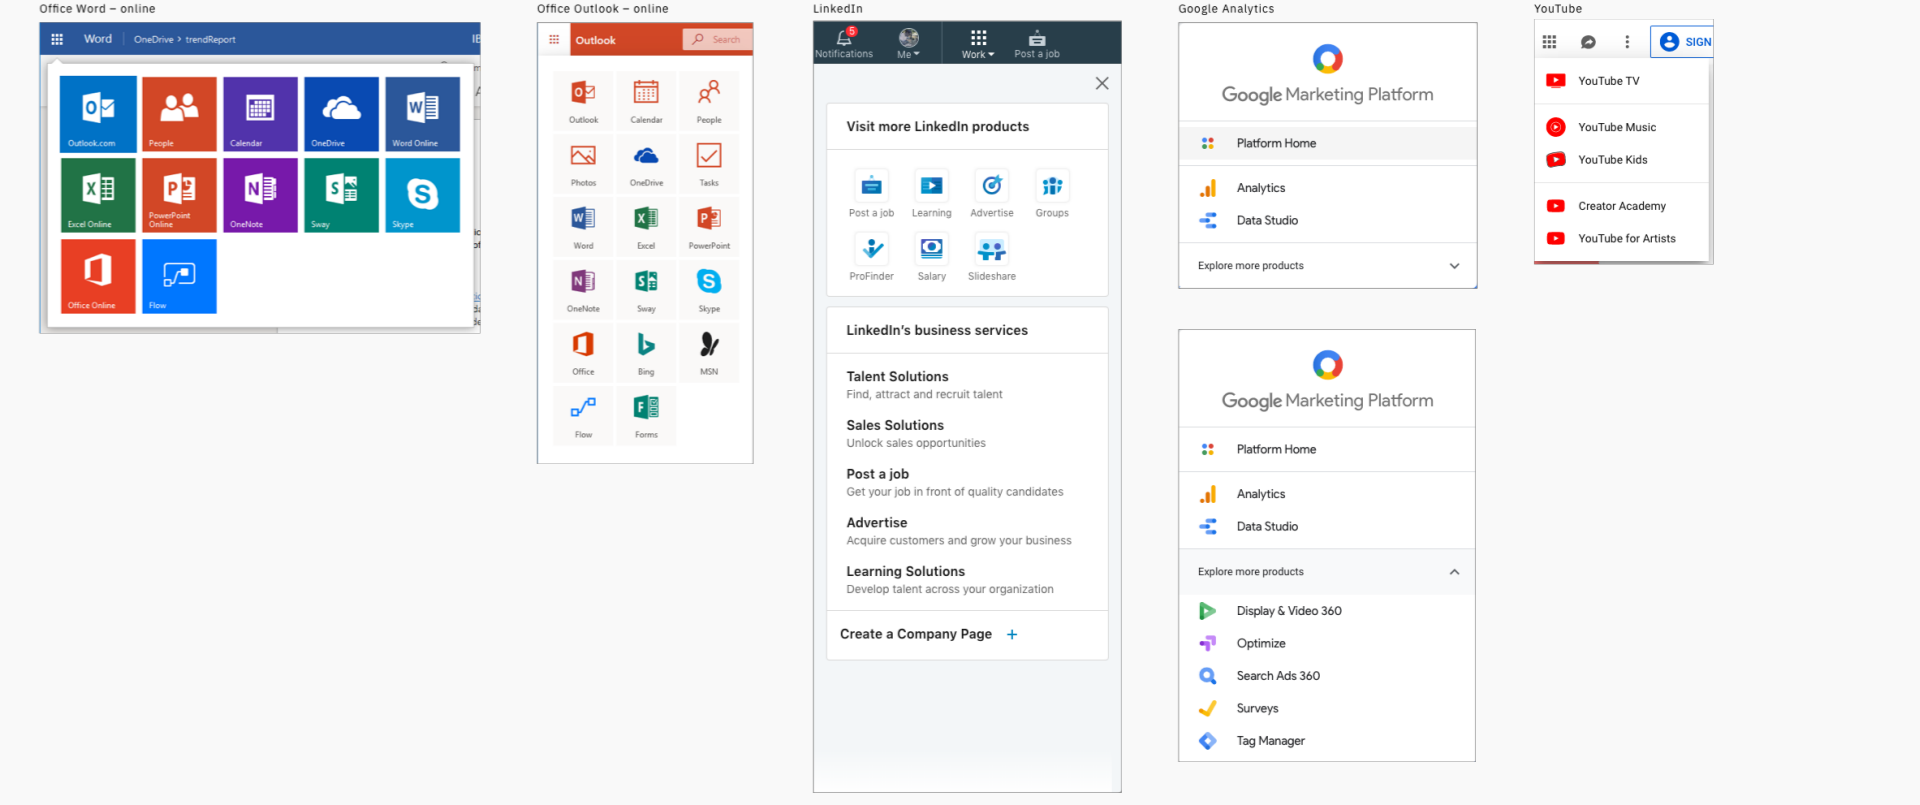 Office Word – online
Word
OneDrive > trendReport
Outlook.com
People
Calendar
OneDrive
Word Online
Excel Online
PowerPoint
Online
OneNote
Sway
Skype
Office Online
Flow
Office Outlook – online
Outlook
Search
Outlook
Calendar
People
Photos
OneDrive
Tasks
Word
Excel
PowerPoint
OneNote
Sway
Skype
Office
Bing
MSN
Flow
Forms
LinkedIn
5
Notifications
Me
Work
Post a job
Visit more LinkedIn products
Post a job
Learning
Advertise
Groups
ProFinder
Salary
Slideshare
LinkedIn's business services
Talent Solutions
Find, attract and recruit talent
Sales Solutions
Unlock sales opportunities
Post a job
Get your job in front of quality candidates
Advertise
Acquire customers and grow your business
Learning Solutions
Develop talent across your organization
Create a Company Page +
Google Analytics
Google Marketing Platform
Platform Home
Analytics
Data Studio
Explore more products
Google Marketing Platform
Platform Home
Analytics
Data Studio
Explore more products
Display & Video 360
Optimize
Search Ads 360
Surveys
Tag Manager
YouTube
SIGN
YouTube TV
YouTube Music
YouTube Kids
Creator Academy
YouTube for Artists